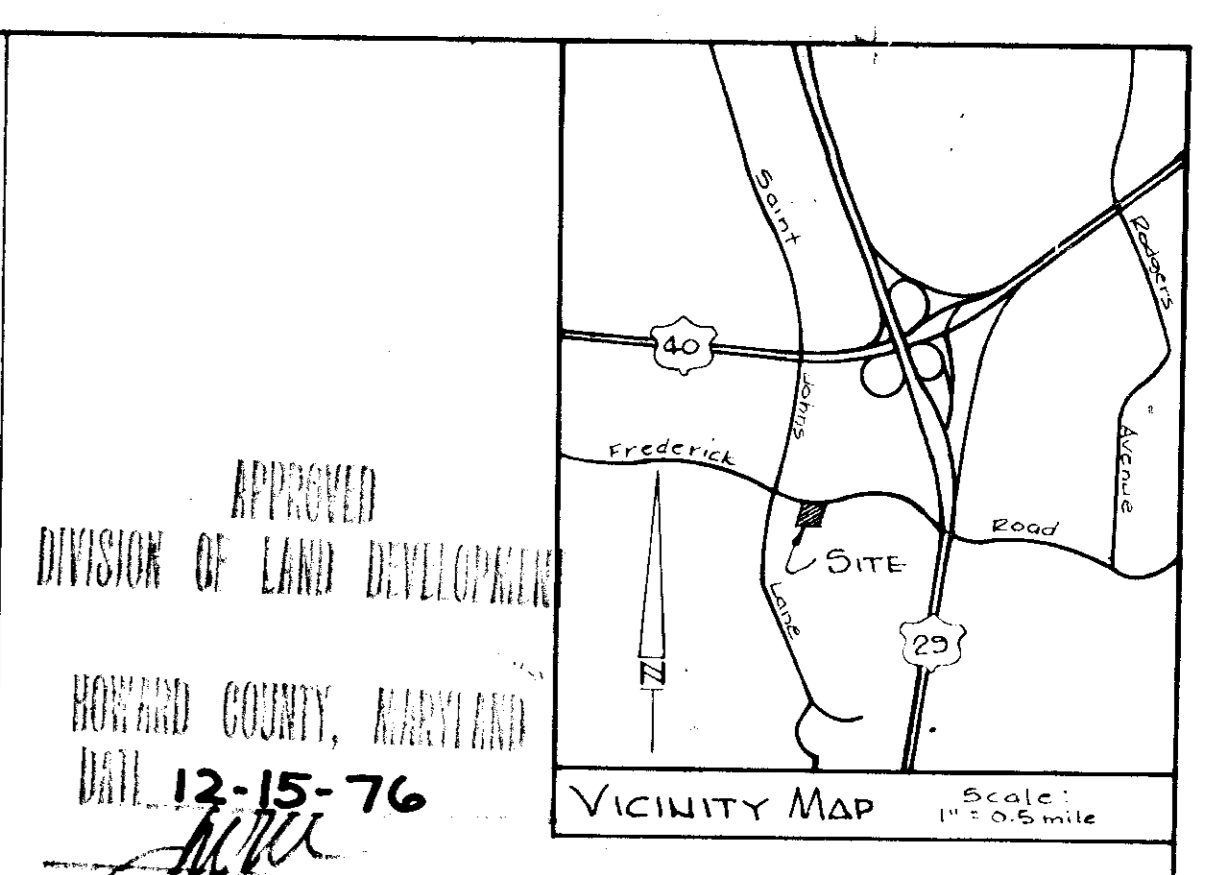 APPROVED
DIVISION OF LAND DEVELOPMEN
HOWARD COUNTY, MARYLAND
DATE 12-15-76
Saint
Johns
Lane
40
Rodgers
Avenue
Frederick
Road
SITE
29
N
VICINITY MAP
Scale:
1" = 0.5 mile